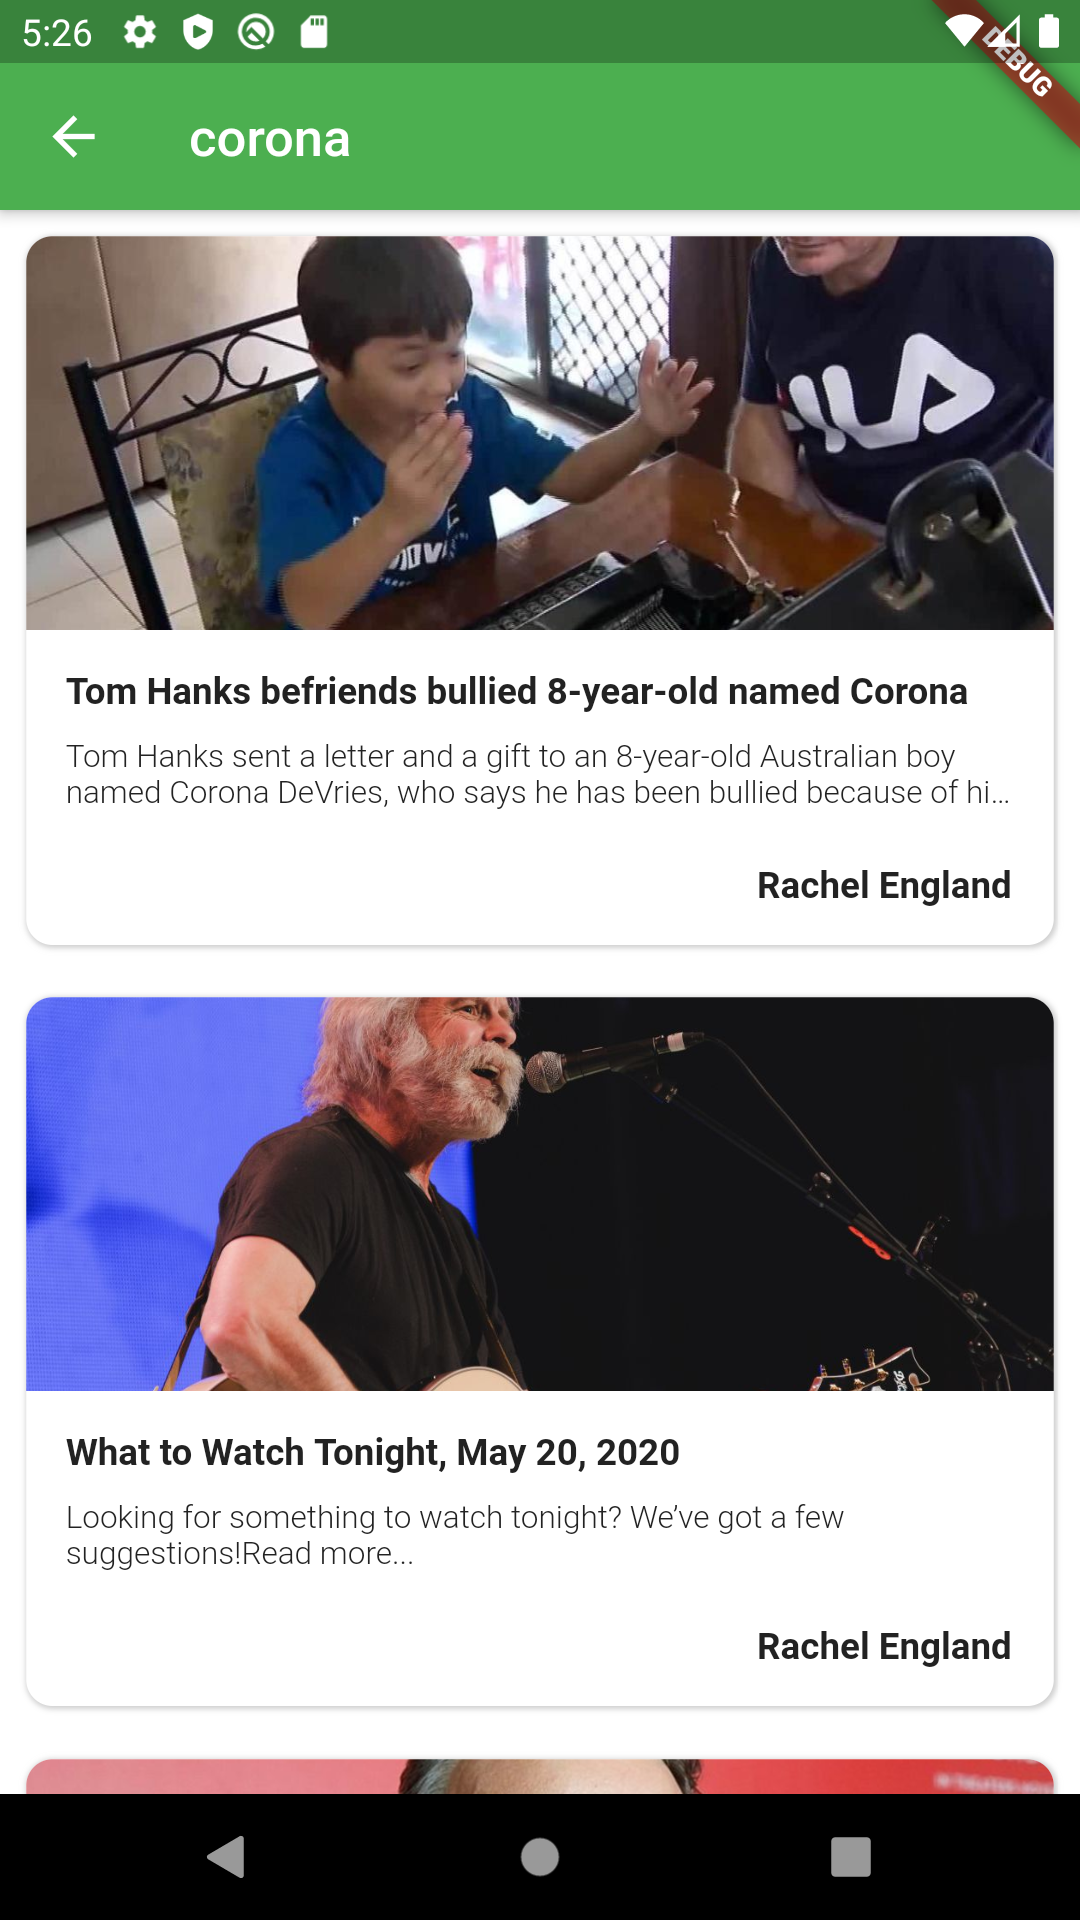 5:26
DEBUG
corona
FILA
Tom Hanks befriends bullied 8-year-old named Corona
Tom Hanks sent a letter and a gift to an 8-year-old Australian boy
named Corona DeVries, who says he has been bullied because of hi...
Rachel England
What to Watch Tonight, May 20, 2020
Looking for something to watch tonight? We’ve got a few
suggestions!Read more...
Rachel England